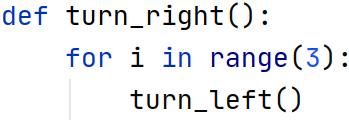 def turn_right():
    for i in range(3):
        turn_left()